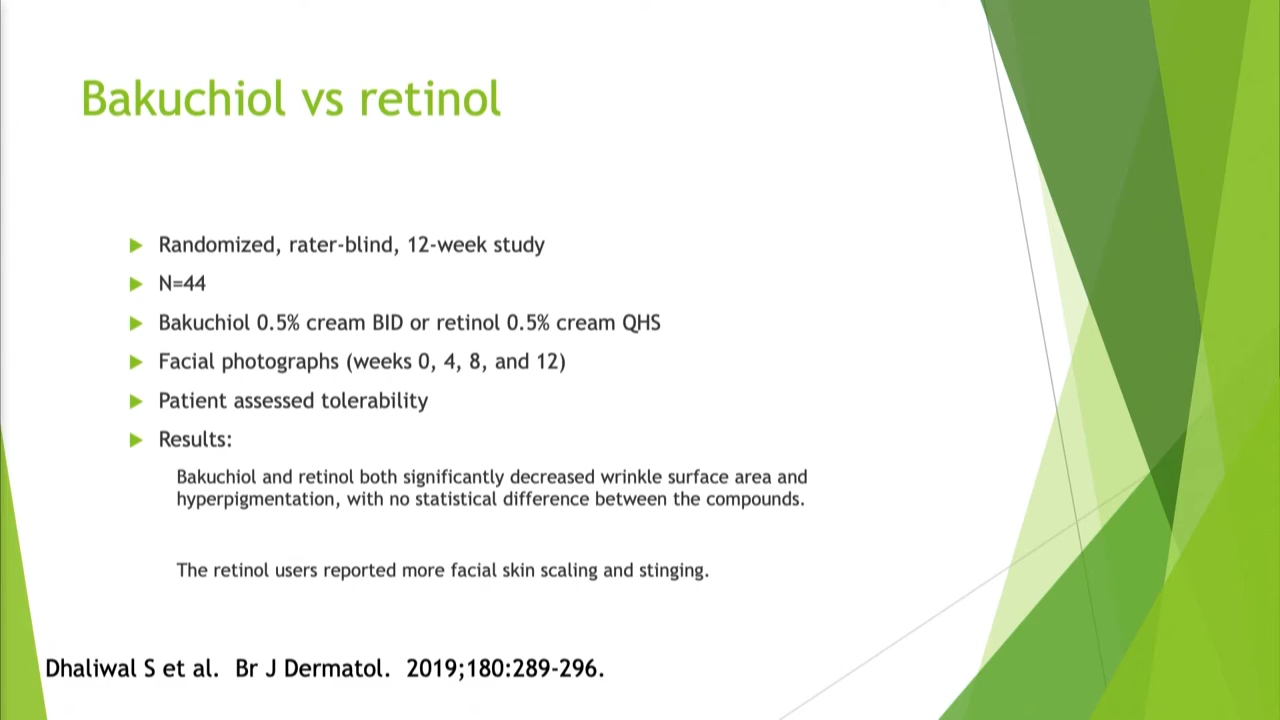 Bakuchiol vs retinol
Randomized, rater-blind, 12-week study
N=44
Bakuchiol 0.5% cream BID or retinol 0.5% cream QHS
Facial photographs (weeks 0, 4, 8, and 12)
Patient assessed tolerability
Results:
Bakuchiol and retinol both significantly decreased wrinkle surface area and
hyperpigmentation, with no statistical difference between the compounds.
The retinol users reported more facial skin scaling and stinging.
Dhaliwal S et al.  Br J Dermatol.  2019;180:289-296.